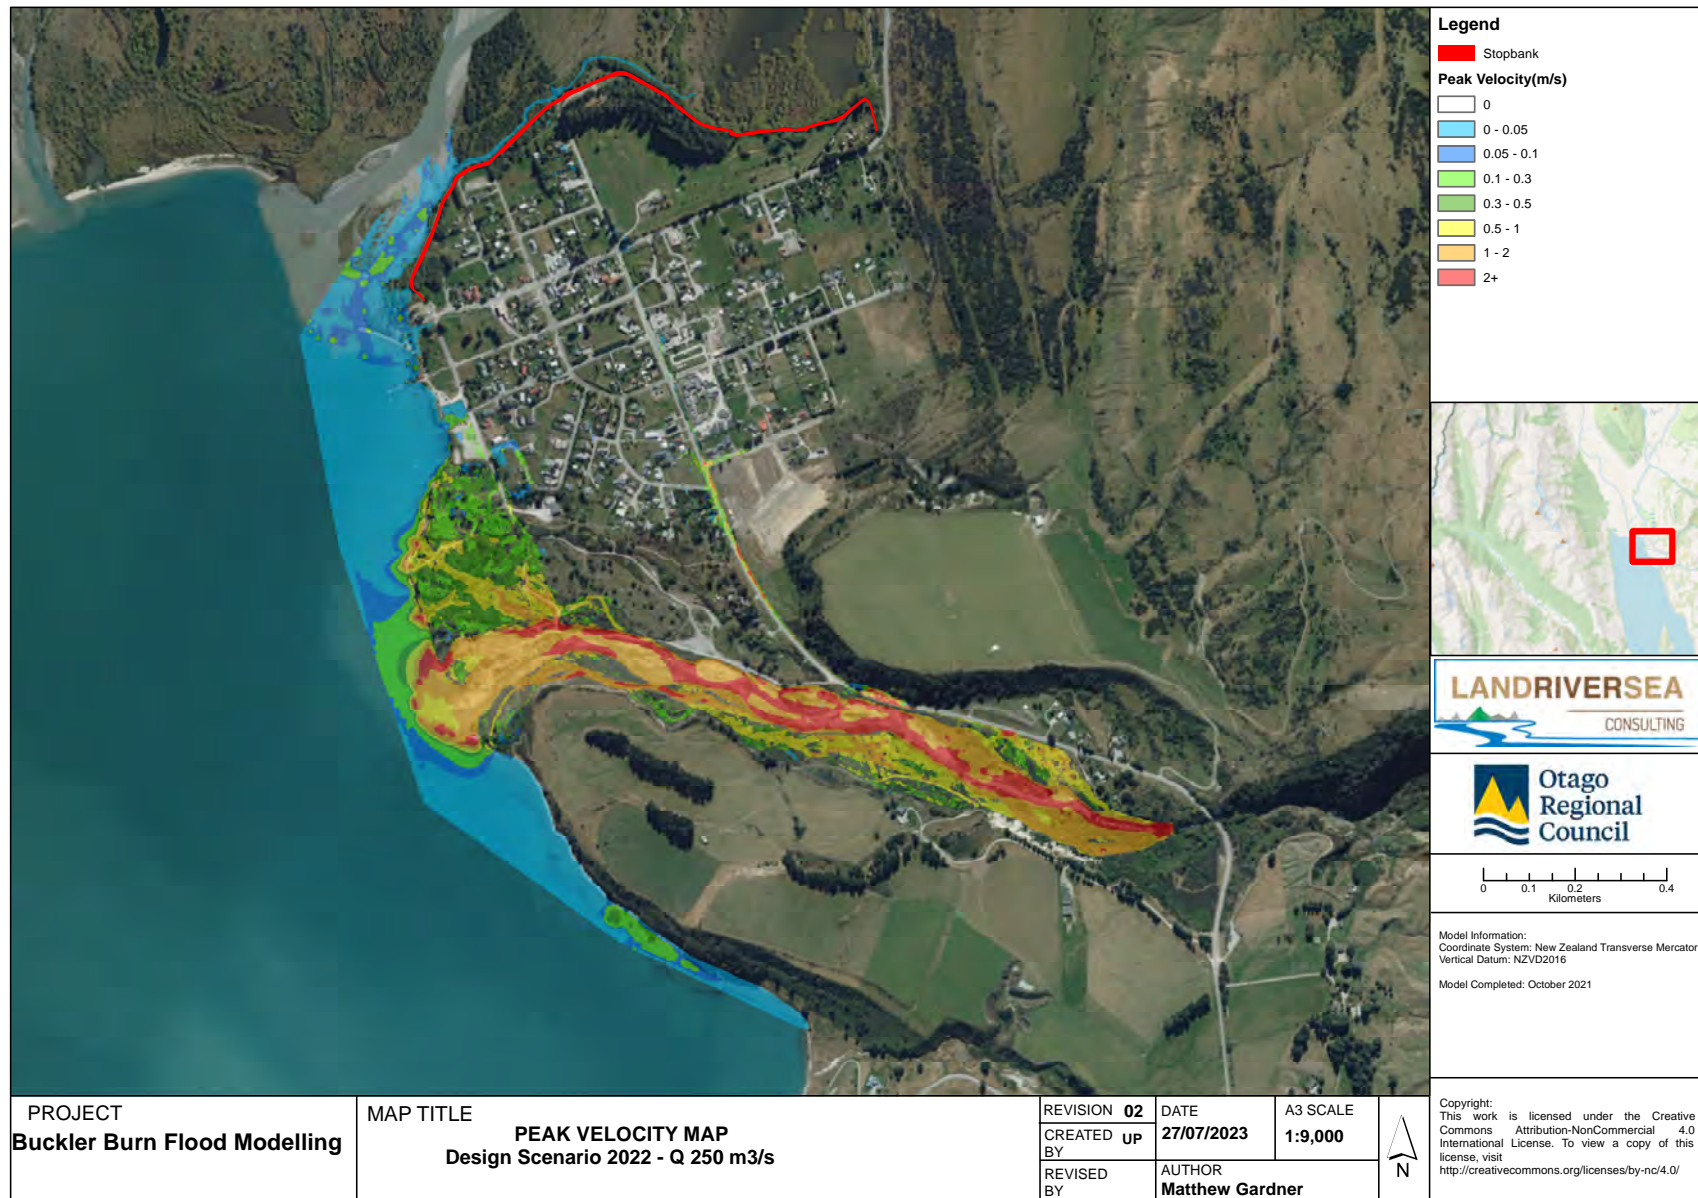 Legend
Stopbank
Peak Velocity(m/s)
0
0 - 0.05
0.05 - 0.1
0.1 - 0.3
0.3 - 0.5
0.5 - 1
1 - 2
2+
LANDRIVERSEA
CONSULTING
Otago
Regional
Council
0 0.1 0.2 0.4
Kilometers
Model Information:
Coordinate System: New Zealand Transverse Mercator
Vertical Datum: NZVD2016
Model Completed: October 2021
Copyright:
This work is licensed under the Creative
Commons Attribution-NonCommercial 4.0
International License. To view a copy of this
license, visit
http://creativecommons.org/licenses/by-nc/4.0/
PROJECT
Buckler Burn Flood Modelling
MAP TITLE
PEAK VELOCITY MAP
Design Scenario 2022 - Q 250 m3/s
REVISION 02
CREATED BY UP
REVISED BY
DATE
27/07/2023
A3 SCALE
1:9,000
AUTHOR
Matthew Gardner
N